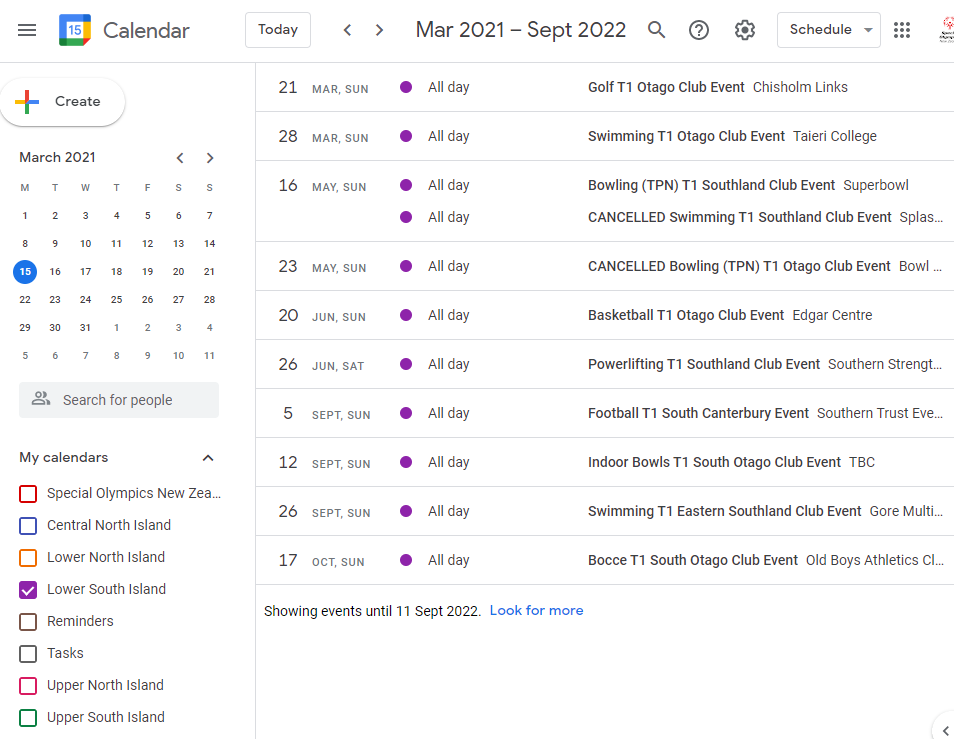 15 Calendar Today Mar 2021 – Sept 2022 Schedule
Create
March 2021
M T W T F S S
1 2 3 4 5 6 7
8 9 10 11 12 13 14
15 16 17 18 19 20 21
22 23 24 25 26 27 28
29 30 31 1 2 3 4
5 6 7 8 9 10 11
Search for people
My calendars
Special Olympics New Zea...
Central North Island
Lower North Island
Lower South Island
Reminders
Tasks
Upper North Island
Upper South Island
21 MAR, SUN All day Golf T1 Otago Club Event Chisholm Links
28 MAR, SUN All day Swimming T1 Otago Club Event Taieri College
16 MAY, SUN All day Bowling (TPN) T1 Southland Club Event Superbowl
All day CANCELLED Swimming T1 Southland Club Event Splas...
23 MAY, SUN All day CANCELLED Bowling (TPN) T1 Otago Club Event Bowl ...
20 JUN, SUN All day Basketball T1 Otago Club Event Edgar Centre
26 JUN, SAT All day Powerlifting T1 Southland Club Event Southern Strengt...
5 SEPT, SUN All day Football T1 South Canterbury Event Southern Trust Eve...
12 SEPT, SUN All day Indoor Bowls T1 South Otago Club Event TBC
26 SEPT, SUN All day Swimming T1 Eastern Southland Club Event Gore Multi...
17 OCT, SUN All day Bocce T1 South Otago Club Event Old Boys Athletics Cl...
Showing events until 11 Sept 2022. Look for more